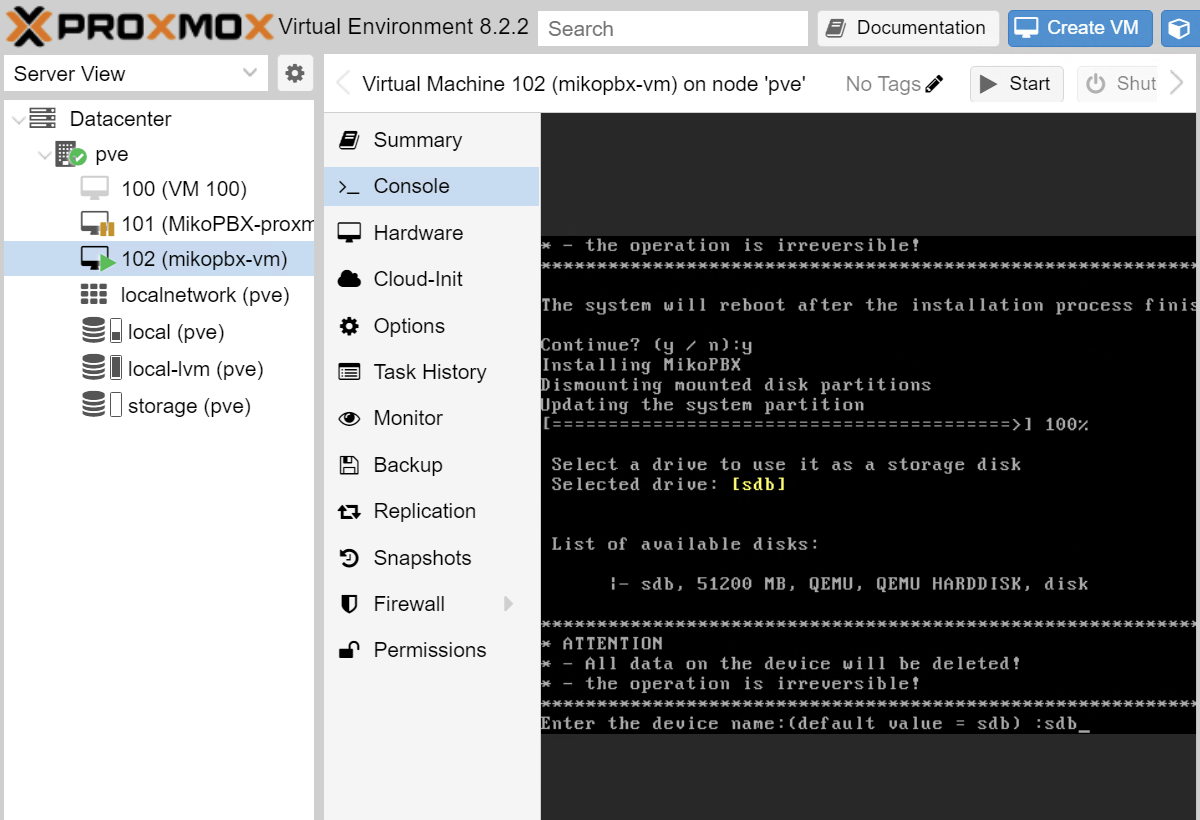 PROXMOX Virtual Environment 8.2.2 Search Documentation Create VM
Server View
Datacenter
pve
100 (VM 100)
101 (MikoPBX-proxm
102 (mikopbx-vm)
localnetwork (pve)
local (pve)
local-lvm (pve)
storage (pve)
Virtual Machine 102 (mikopbx-vm) on node 'pve' No Tags Start Shut
Summary
Console
Hardware
Cloud-Init
Options
Task History
Monitor
Backup
Replication
Snapshots
Firewall
Permissions
* - the operation is irreversible!
******************************************************************
The system will reboot after the installation process finis
Continue? (y / n):y
Installing MikoPBX
Dismounting mounted disk partitions
Updating the system partition
[===========================================>] 100%
Select a drive to use it as a storage disk
Selected drive: [sdb]
List of available disks:
|- sdb, 51200 MB, QEMU, QEMU HARDDISK, disk
******************************************************************
* ATTENTION
* - All data on the device will be deleted!
* - the operation is irreversible!
******************************************************************
Enter the device name:(default value = sdb) :sdb_